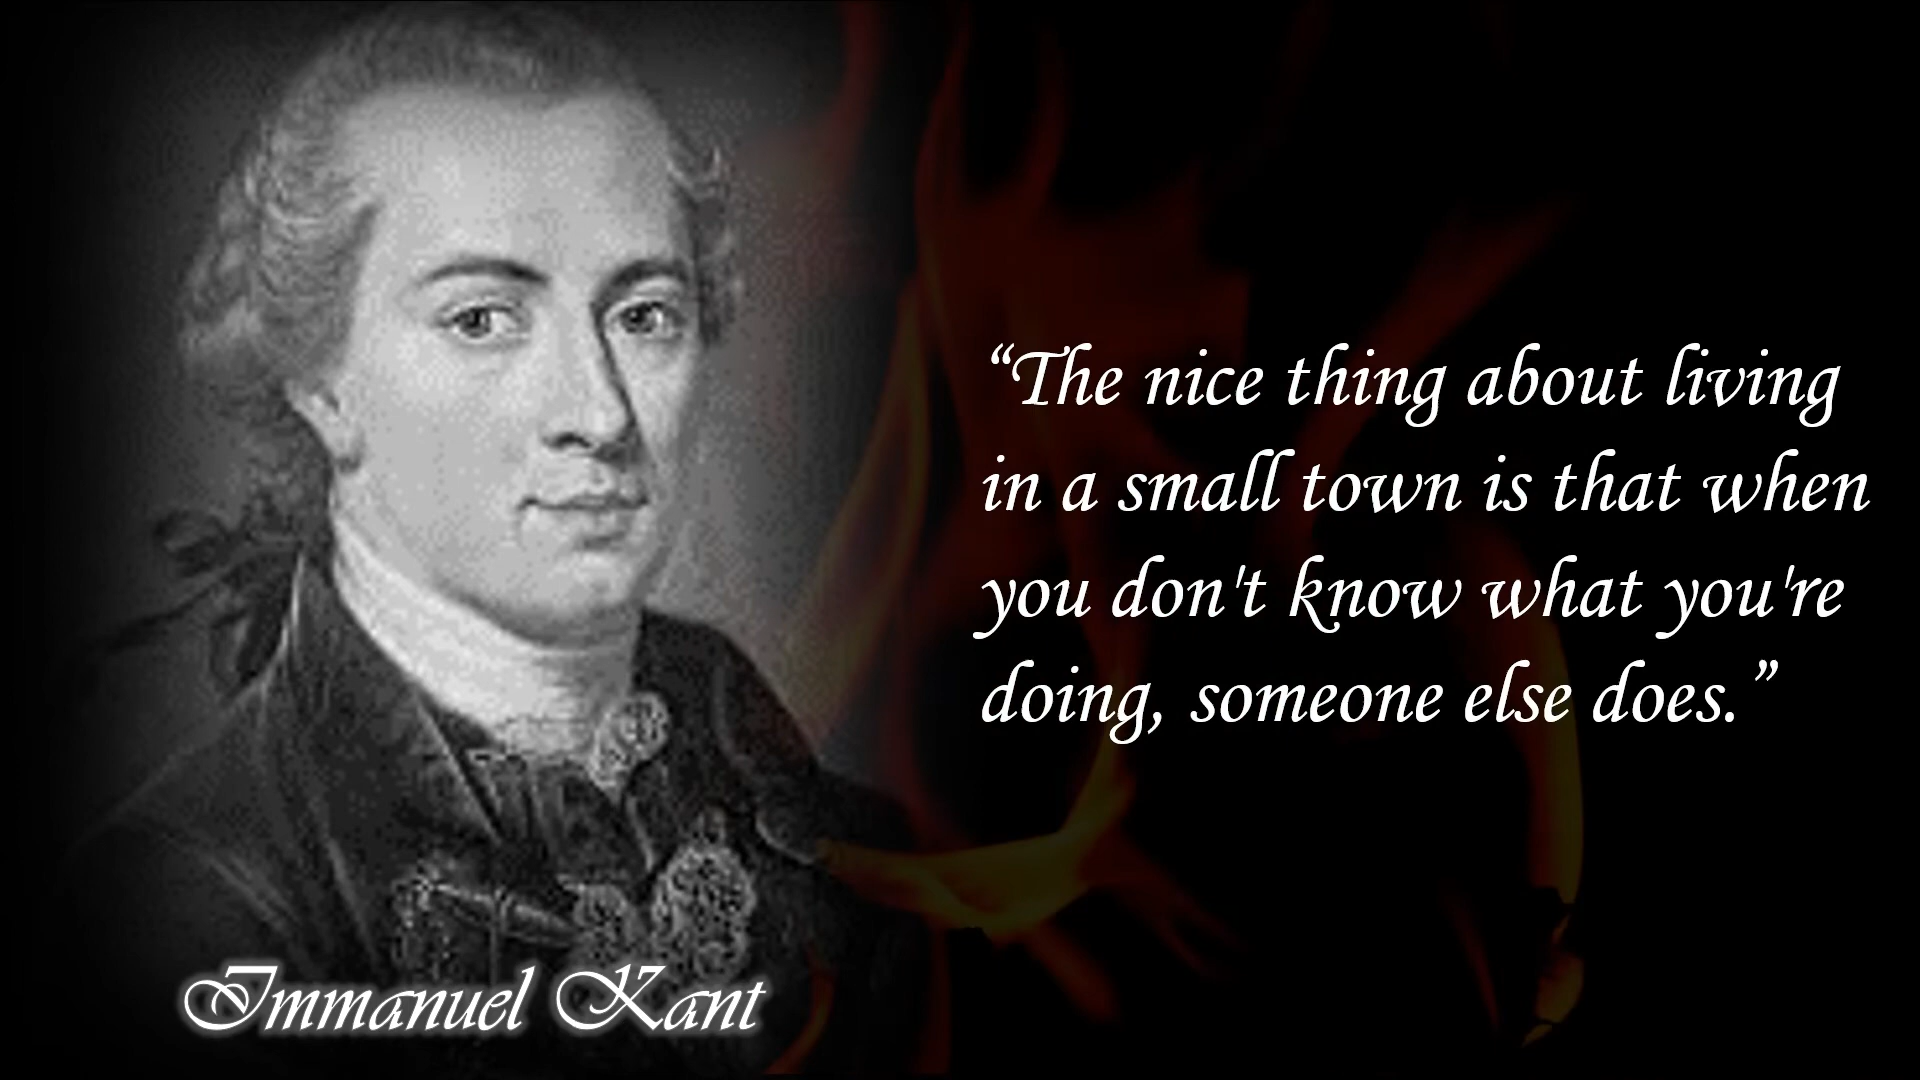 “The nice thing about living
in a small town is that when
you don't know what you're
doing, someone else does.”
Immanuel Kant